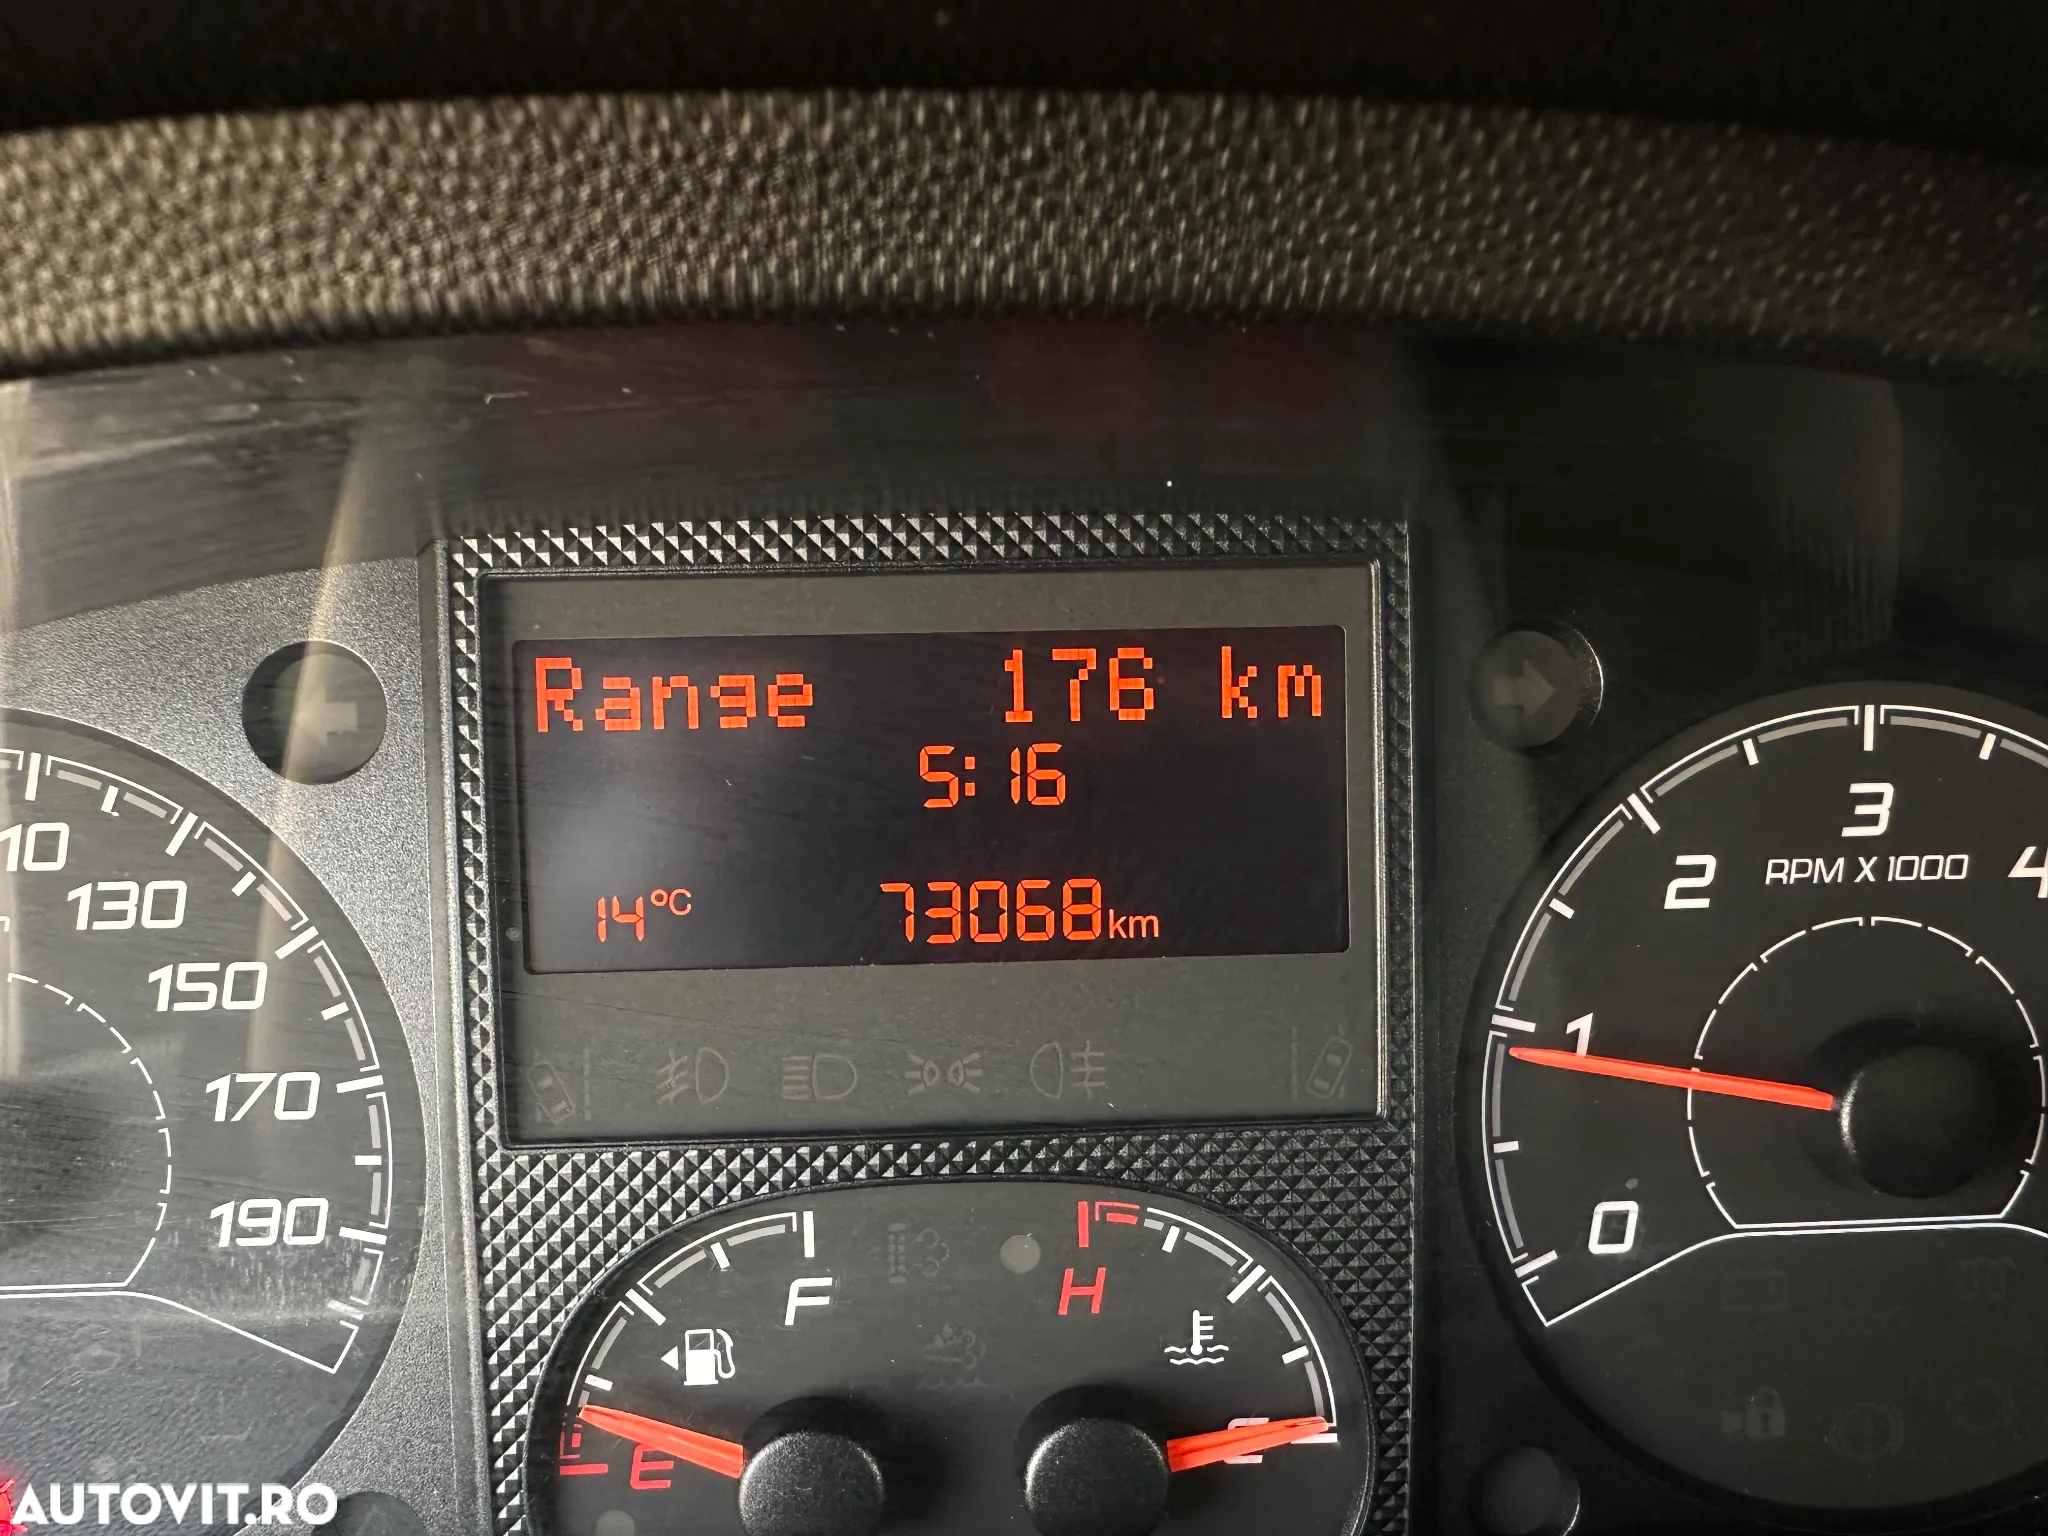 Range 176 km
5:16
14°C 73068km
130
150
170
190
0
1
2
3
4
RPM X 1000
F
E
H
C
AUTOVIT.RO